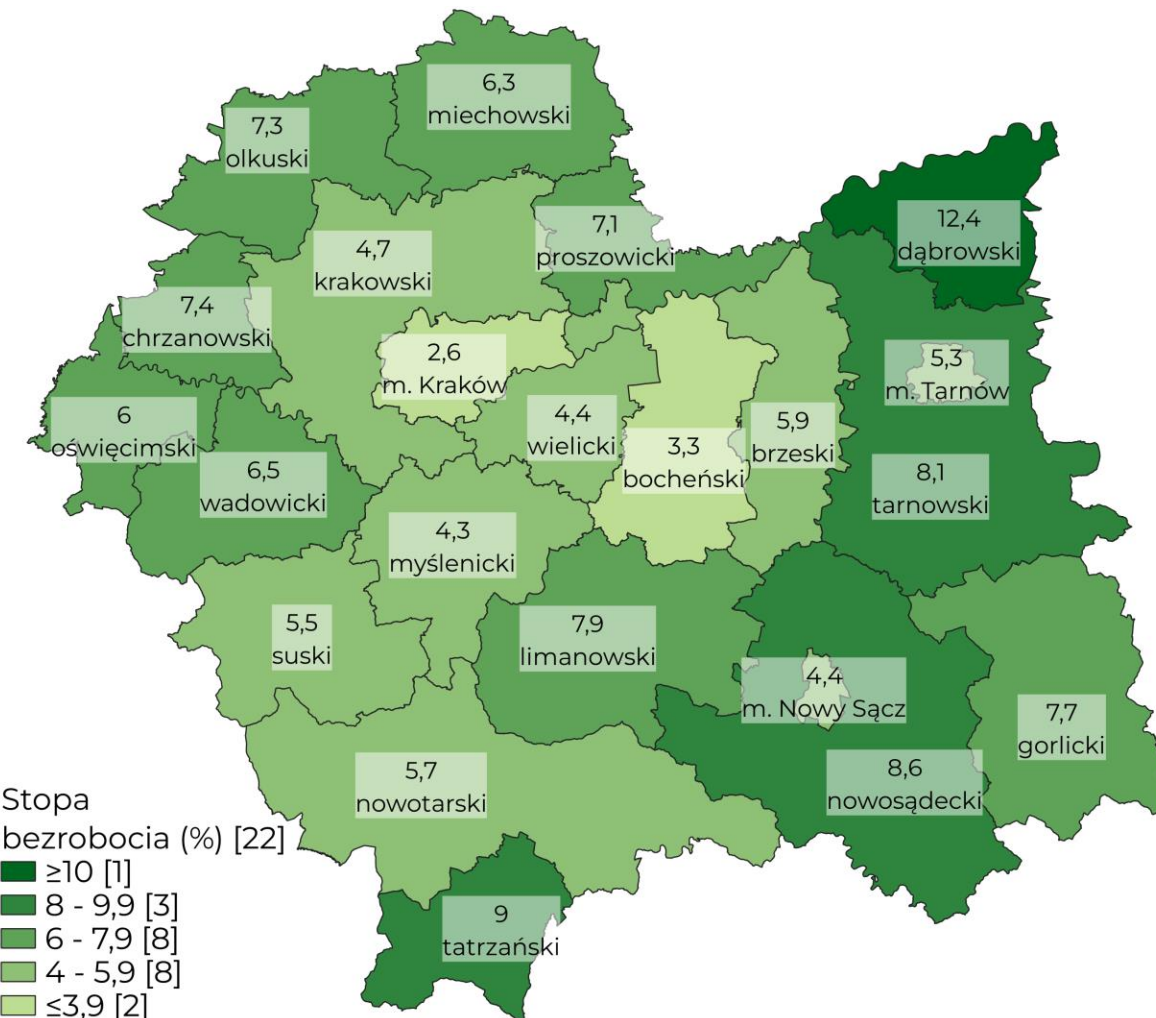 6,3
miechowski
7,3
olkuski
12,4
dąbrowski
7,1
proszowicki
4,7
krakowski
7,4
chrzanowski
2,6
m. Kraków
5,3
m. Tarnów
6
oświęcimski
4,4
wielicki
5,9
brzeski
3,3
bocheński
6,5
wadowicki
8,1
tarnowski
4,3
myślenicki
5,5
suski
7,9
limanowski
4,4
m. Nowy Sącz
7,7
gorlicki
5,7
nowotarski
8,6
nowosądecki
9
tatrzański
Stopa
bezrobocia (%) [22]
≥10 [1]
8 - 9,9 [3]
6 - 7,9 [8]
4 - 5,9 [8]
≤3,9 [2]